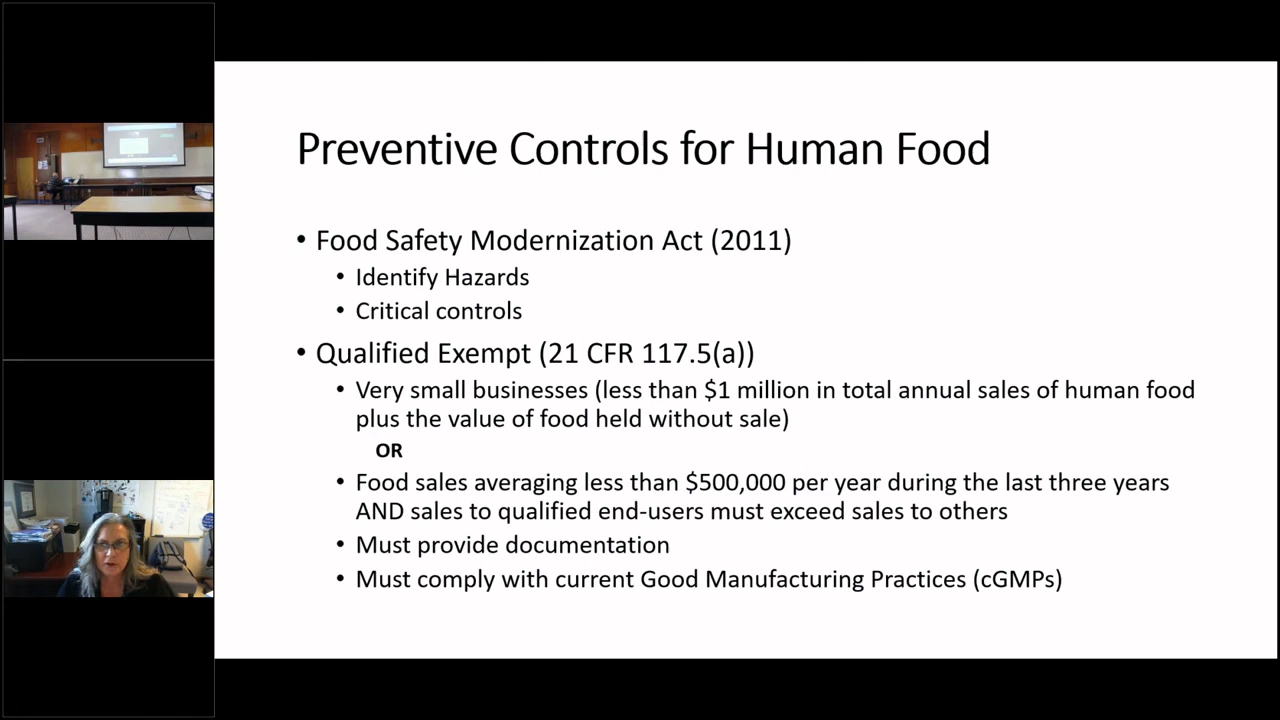 Preventive Controls for Human Food
• Food Safety Modernization Act (2011)
• Identify Hazards
• Critical controls
• Qualified Exempt (21 CFR 117.5(a))
• Very small businesses (less than $1 million in total annual sales of human food
plus the value of food held without sale)
OR
• Food sales averaging less than $500,000 per year during the last three years
AND sales to qualified end-users must exceed sales to others
• Must provide documentation
• Must comply with current Good Manufacturing Practices (cGMPs)